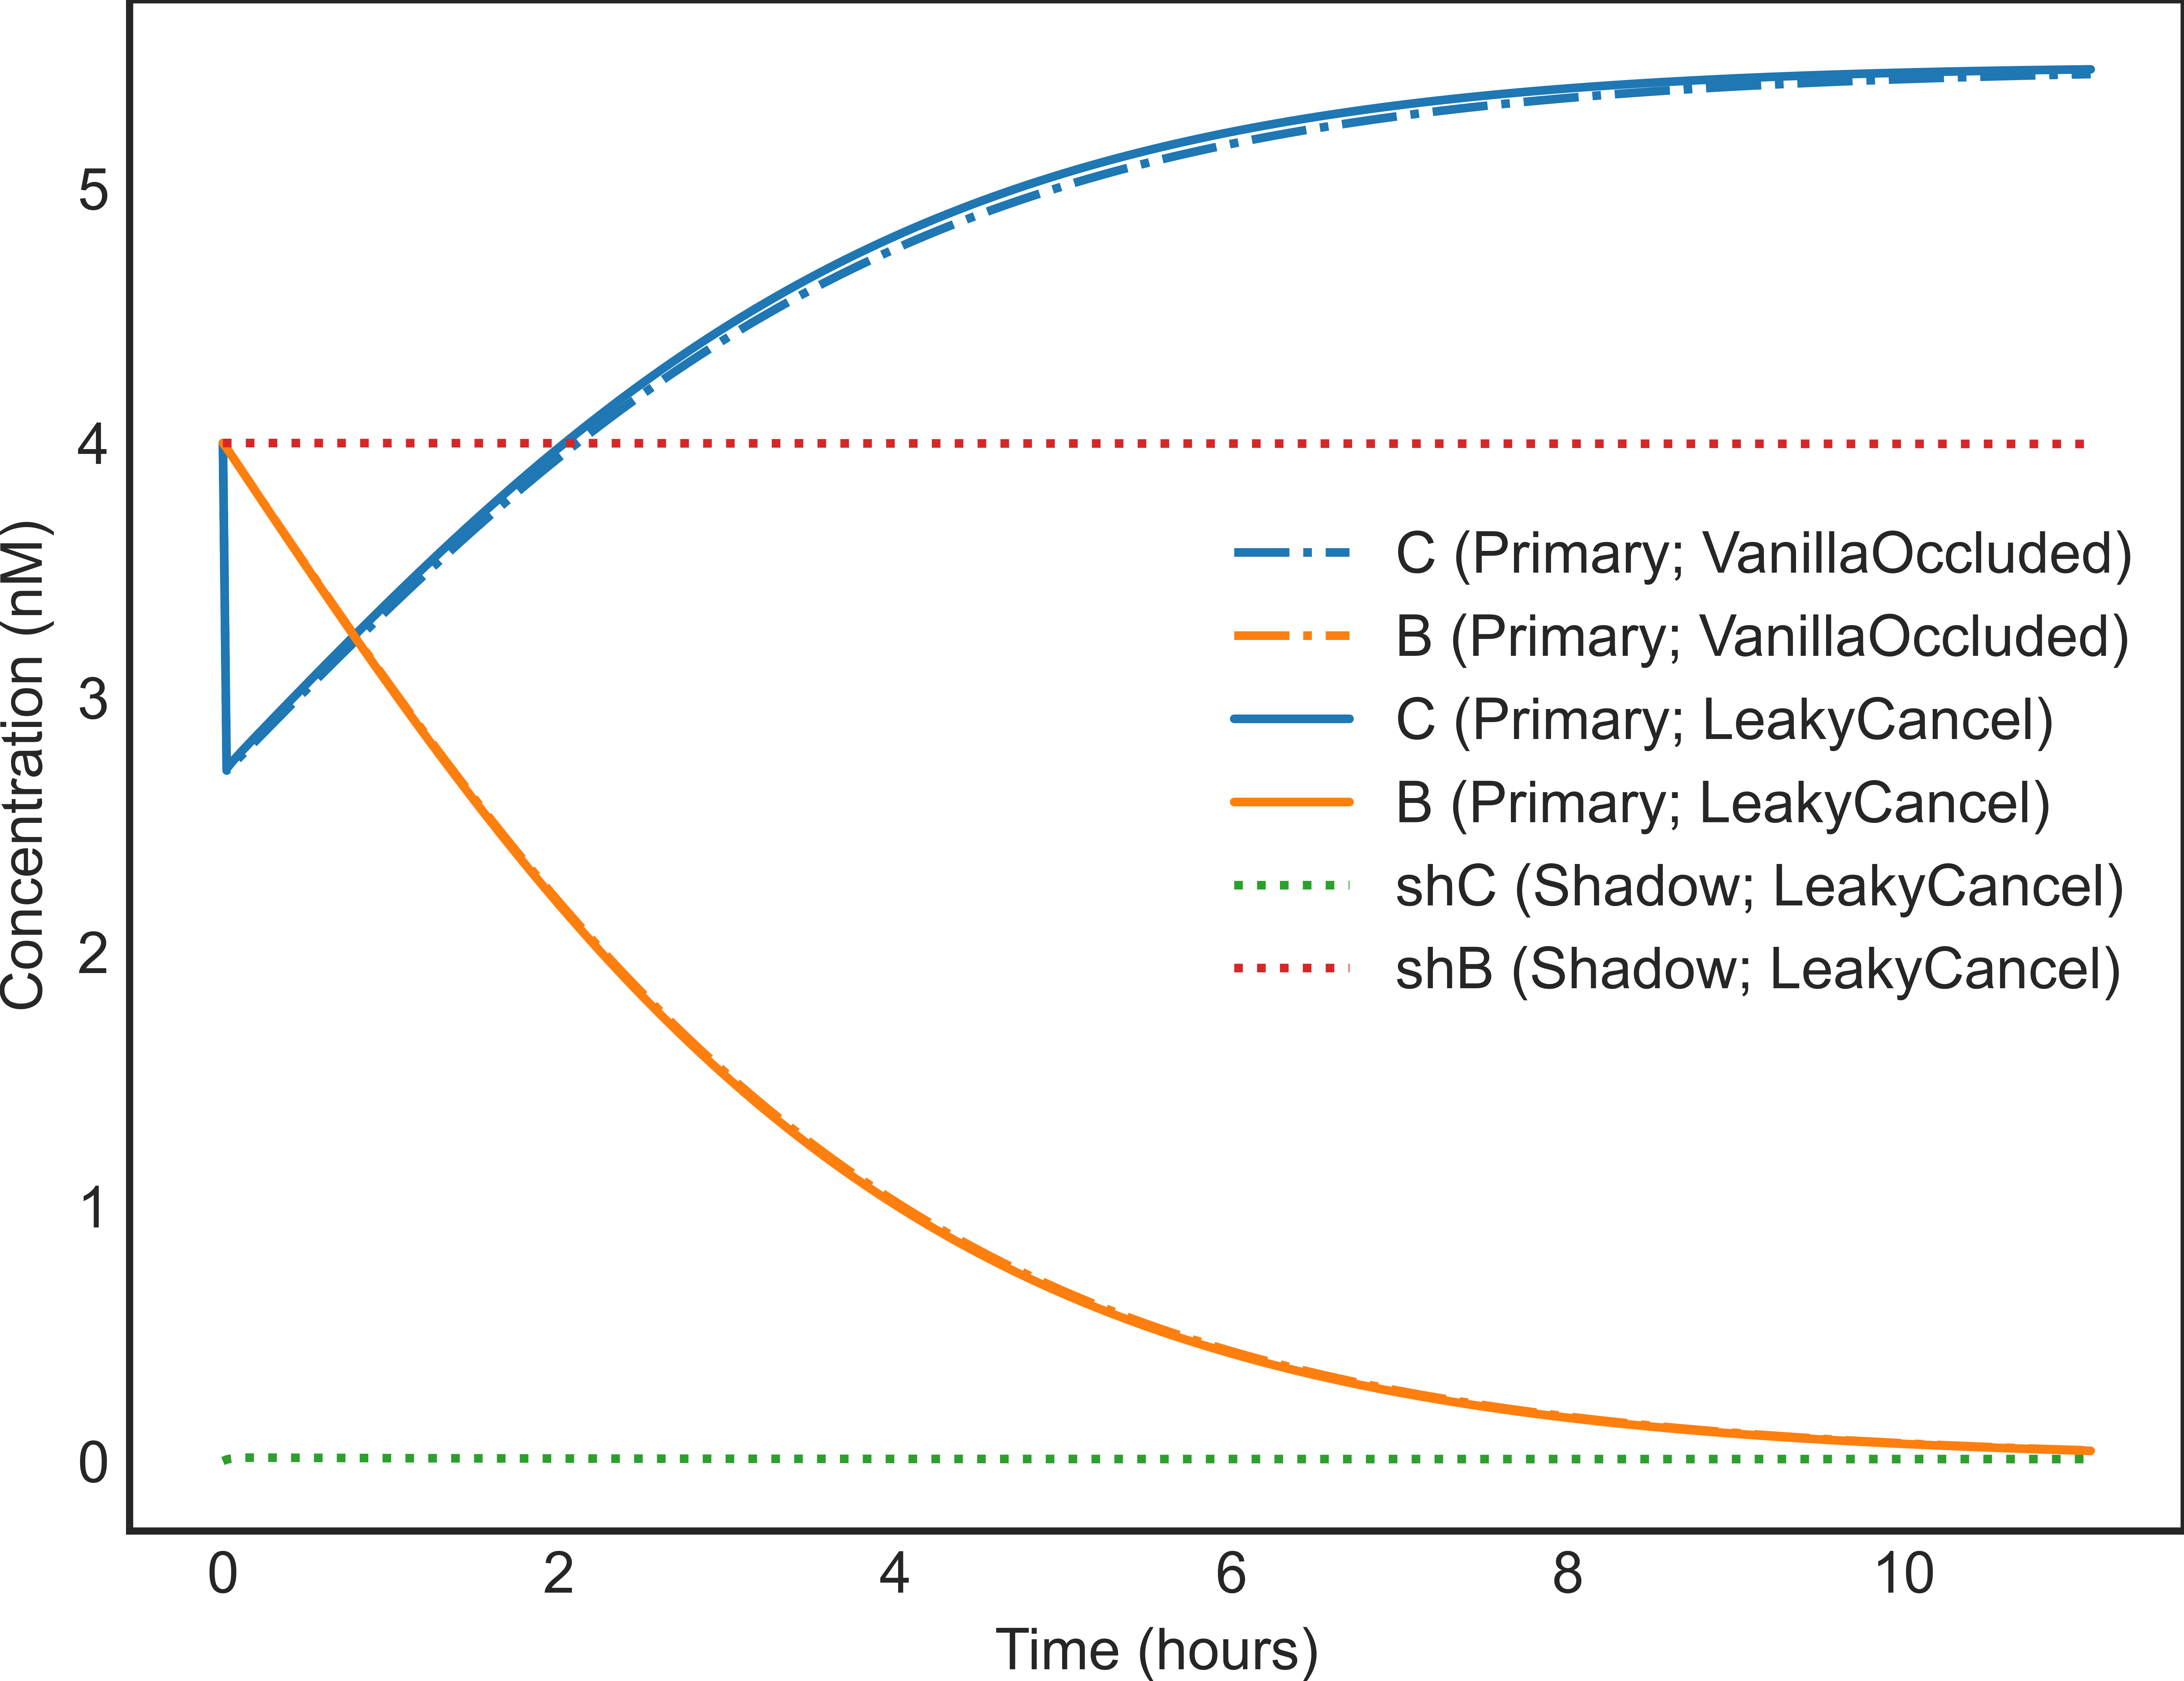 Concentration (nM)
5
4
3
2
1
0
C (Primary; VanillaOccluded)
B (Primary; VanillaOccluded)
C (Primary; LeakyCancel)
B (Primary; LeakyCancel)
shC (Shadow; LeakyCancel)
shB (Shadow; LeakyCancel)
0 2 4 6 8 10
Time (hours)